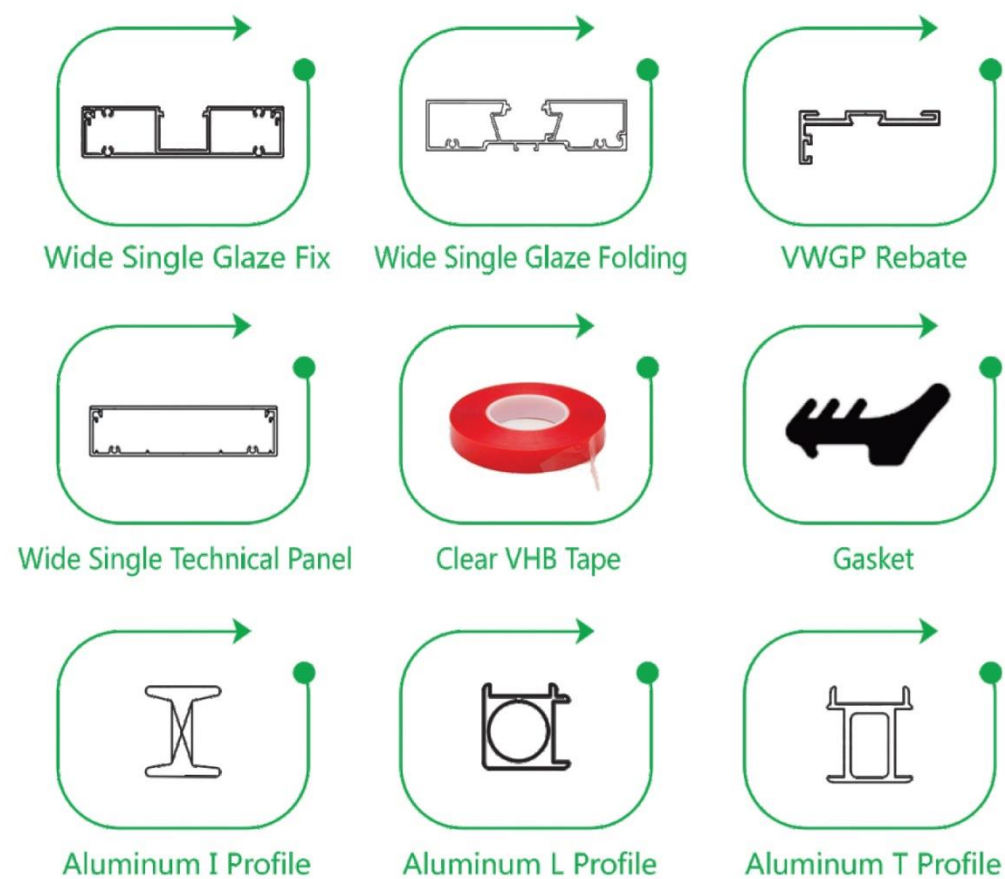 Wide Single Glaze Fix
Wide Single Glaze Folding
VWGP Rebate
Wide Single Technical Panel
Clear VHB Tape
Gasket
Aluminum I Profile
Aluminum L Profile
Aluminum T Profile